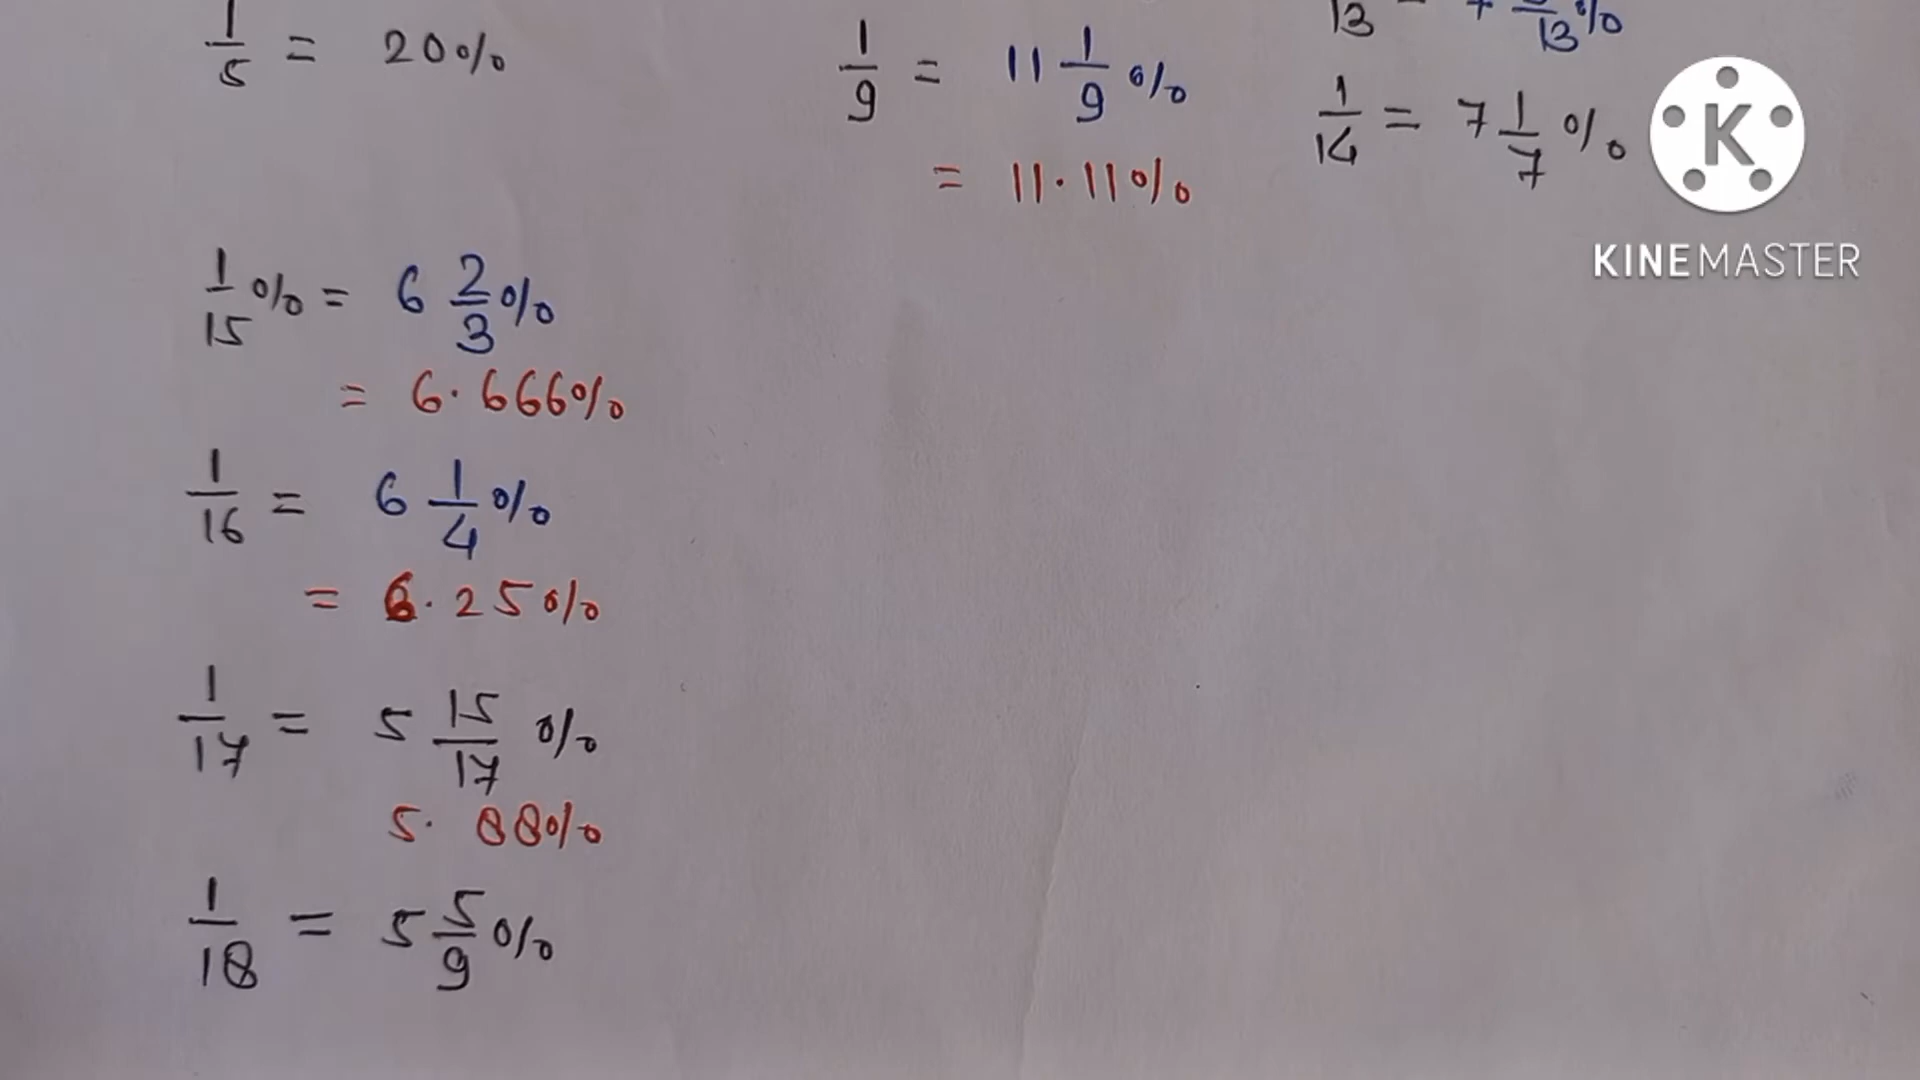 1/5 = 20%
1/15% = 6 2/3%
= 6.666%
1/16 = 6 1/4%
= 6.25%
1/17 = 5 15/17 %
5.88%
1/18 = 5 5/9%
1/9 = 11 1/9 %
= 11.11%
13 %
1/14 = 7 1/7 %
K
KINEMASTER